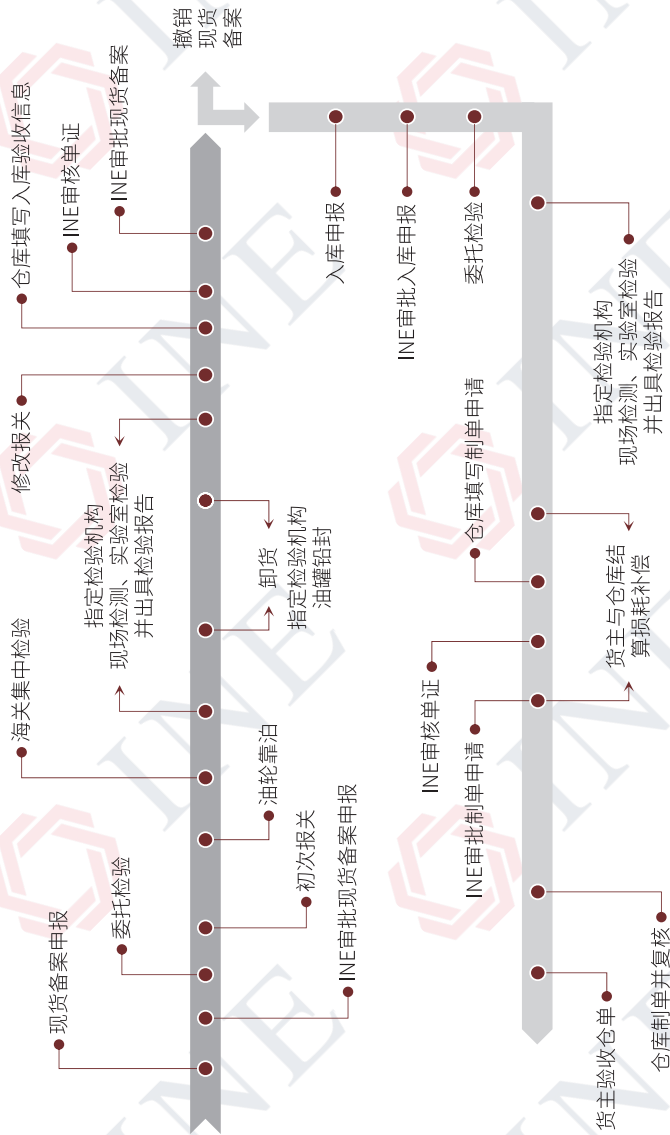 现货备案申报
INE审批现货备案申报
委托检验
初次报关
油轮靠泊
海关集中检验
指定检验机构
现场检测、实验室检验
并出具检验报告
卸货
指定检验机构
油罐铅封
修改报关
仓库填写入库验收信息
INE审核单证
INE审批现货备案
撤销
现货
备案
入库申报
INE审批入库申报
委托检验
指定检验机构
现场检测、实验室检验
并出具检验报告
货主与仓库结
算损耗补偿
仓库填写制单申请
INE审核单证
INE审批制单申请
仓库制单并复核
货主验收仓单
INE
INE
INE
INE
INE
INE